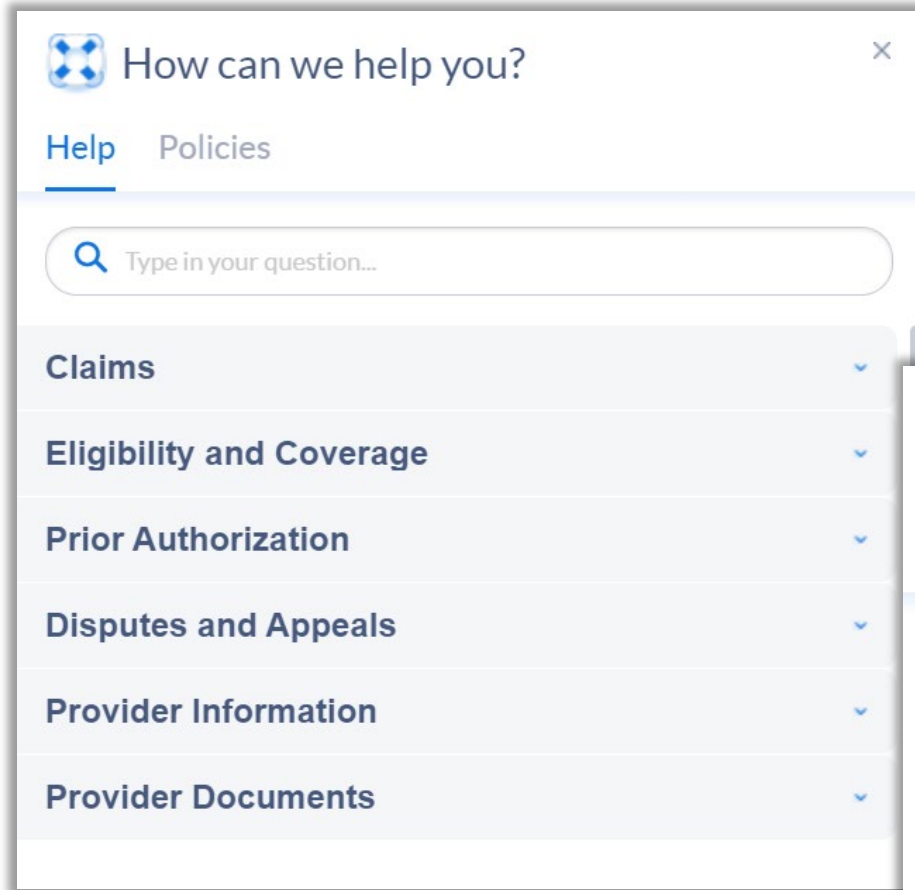 How can we help you?
Help Policies
Type in your question...
Claims
Eligibility and Coverage
Prior Authorization
Disputes and Appeals
Provider Information
Provider Documents